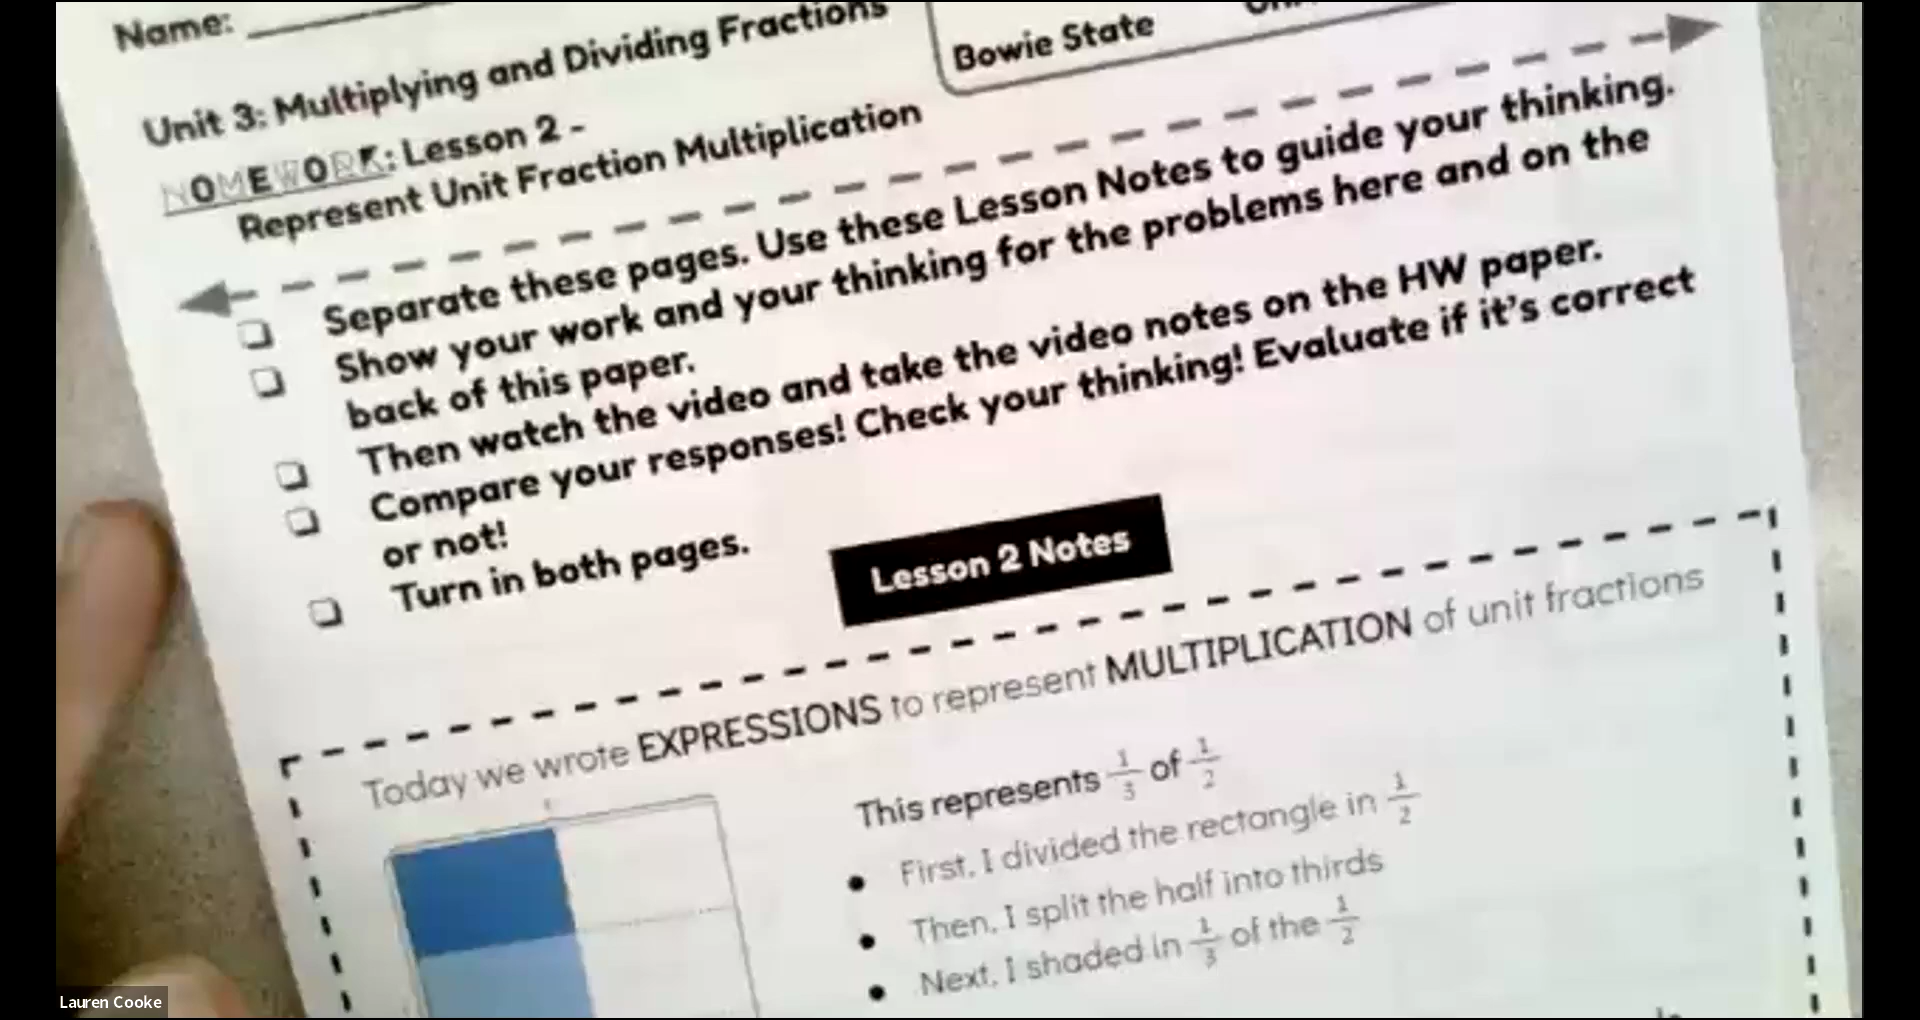 Name:
Bowie State
Unit 3: Multiplying and Dividing Fractions
HOMEWORK: Lesson 2 -
Represent Unit Fraction Multiplication
Separate these pages. Use these Lesson Notes to guide your thinking.
Show your work and your thinking for the problems here and on the
back of this paper.
Then watch the video and take the video notes on the HW paper.
Compare your responses! Check your thinking! Evaluate if it's correct
or not!
Turn in both pages.
Lesson 2 Notes
Today we wrote EXPRESSIONS to represent MULTIPLICATION of unit fractions
This represents 1/3 of 1/2
First, I divided the rectangle in 1/2
Then, I split the half into thirds
Next, I shaded in 1/3 of the 1/2
Lauren Cooke